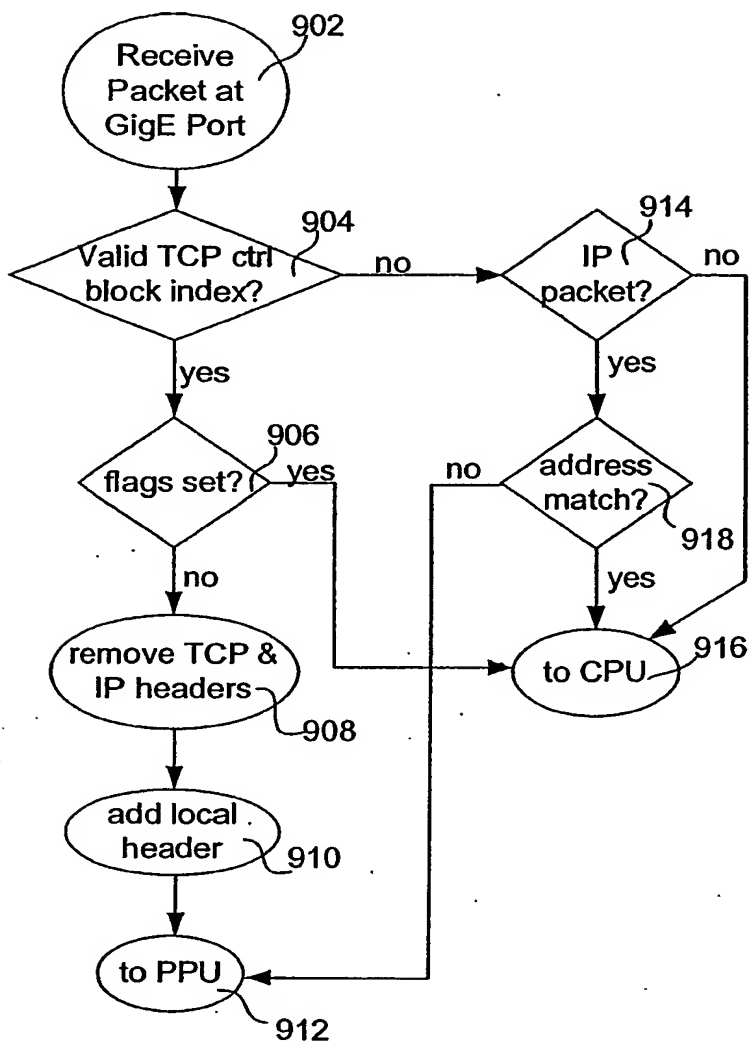 902
Receive
Packet at
GigE Port
904
Valid TCP ctrl
block index?
no
914
IP
packet?
no
yes
yes
906
flags set?
yes
no
address
match?
918
no
yes
remove TCP &
IP headers
908
to CPU
916
add local
header
910
to PPU
912